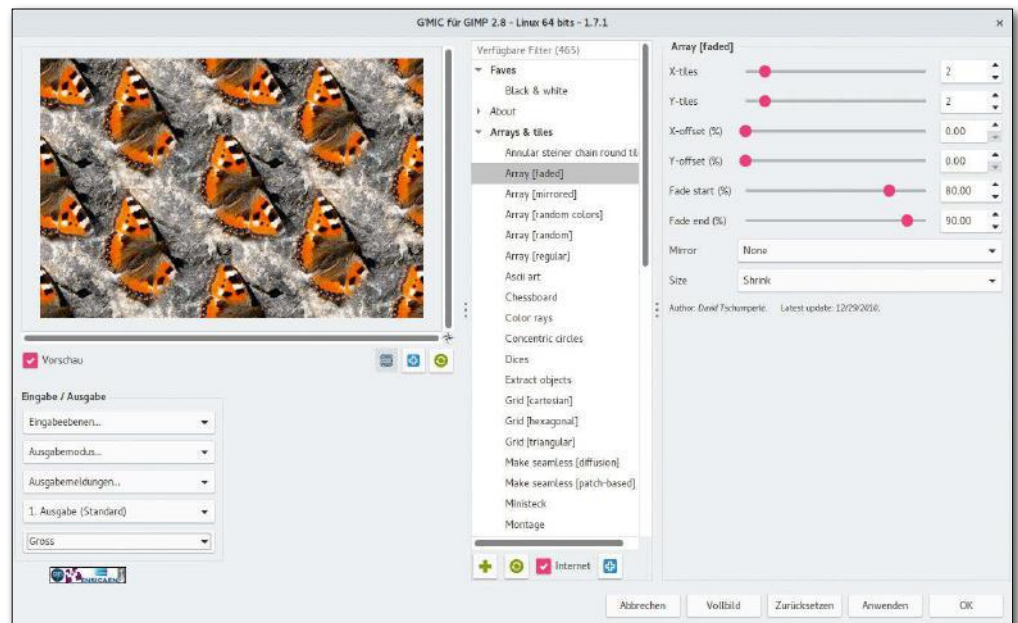 G'MIC für GIMP 2.8 - Linux 64 bits - 1.7.1
Vorschau
Eingabe / Ausgabe
Eingabeebenen...
Ausgabemodus...
Ausgabemeldungen...
1. Ausgabe (Standard)
Gross
ENSICAEN
Verfügbare Filter (465)
Faves
Black & white
About
Arrays & tiles
Annular steiner chain round til
Array [faded]
Array [mirrored]
Array [random colors]
Array [random]
Array [regular]
Ascii art
Chessboard
Color rays
Concentric circles
Dices
Extract objects
Grid [cartesian]
Grid [hexagonal]
Grid [triangular]
Make seamless [diffusion]
Make seamless [patch-based]
Ministeck
Montage
Internet
Array [faded]
X-tiles 2
Y-tiles 2
X-offset (%) 0.00
Y-offset (%) 0.00
Fade start (%) 80.00
Fade end (%) 90.00
Mirror None
Size Shrink
Author: David Tschumperlé. Latest update: 12/29/2010.
Abbrechen Vollbild Zurücksetzen Anwenden OK